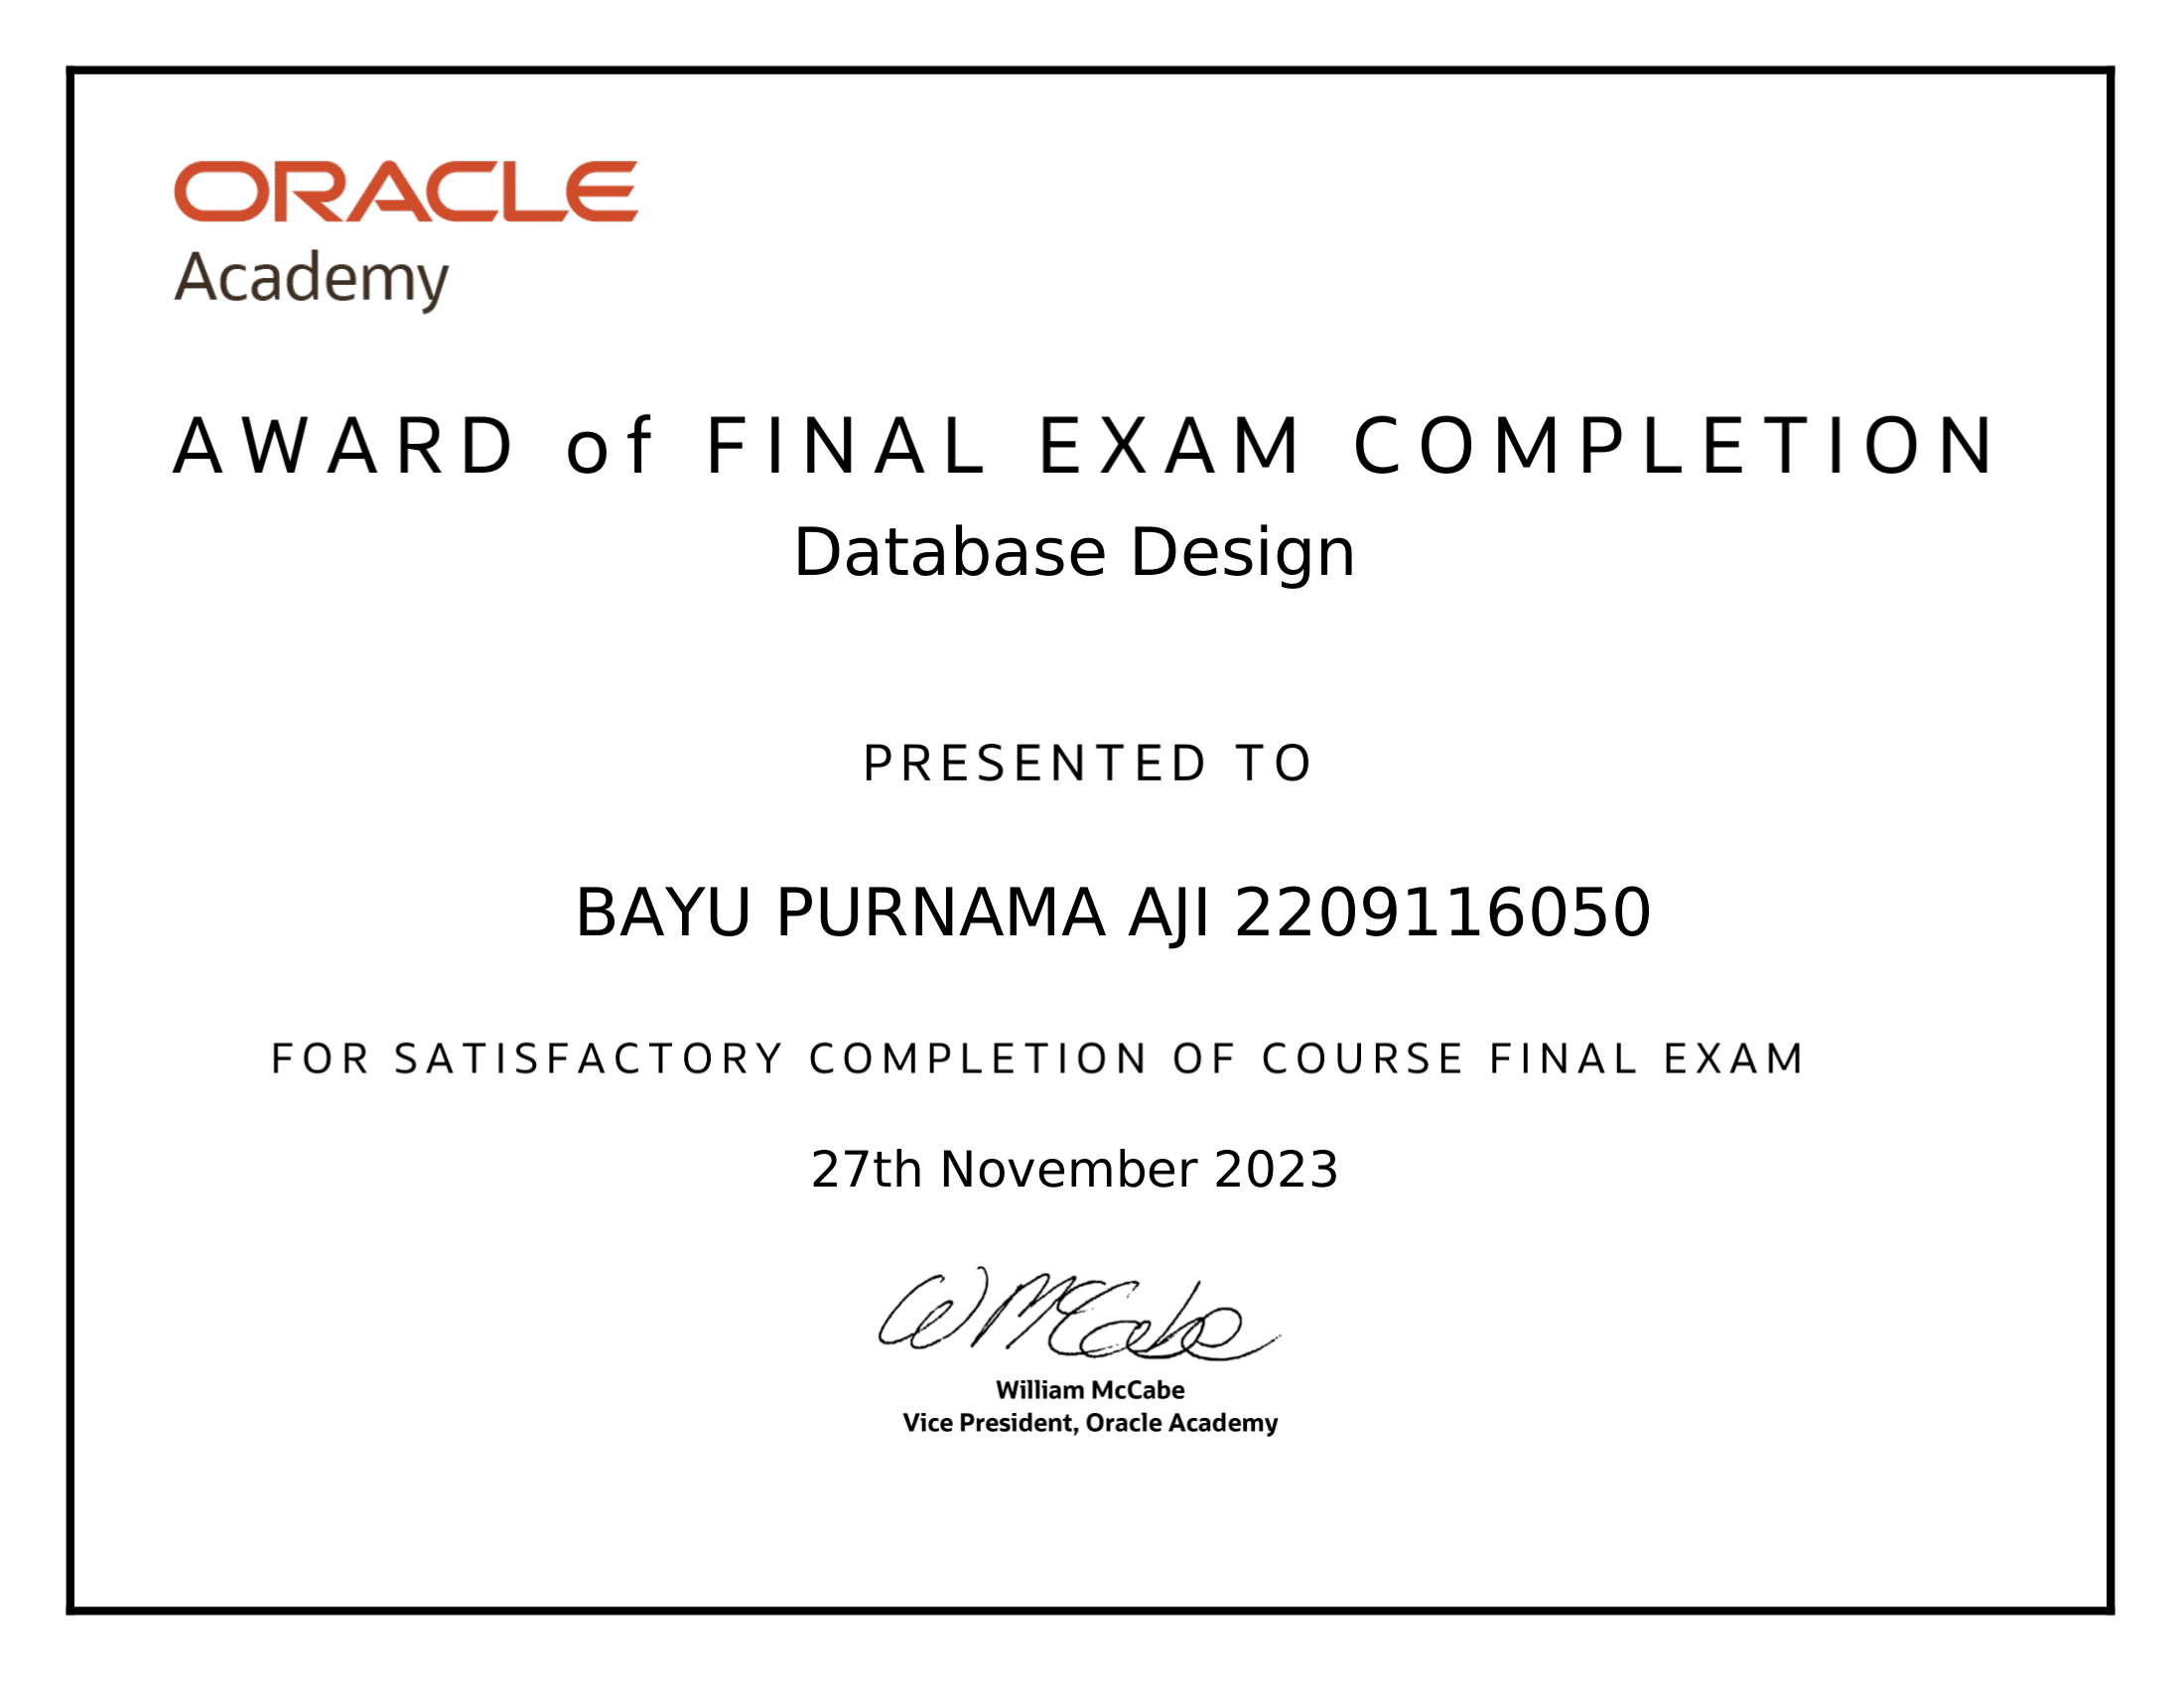 ORACLE
Academy
AWARD of FINAL EXAM COMPLETION
Database Design
PRESENTED TO
BAYU PURNAMA AJI 2209116050
FOR SATISFACTORY COMPLETION OF COURSE FINAL EXAM
27th November 2023
W McCabe
William McCabe
Vice President, Oracle Academy